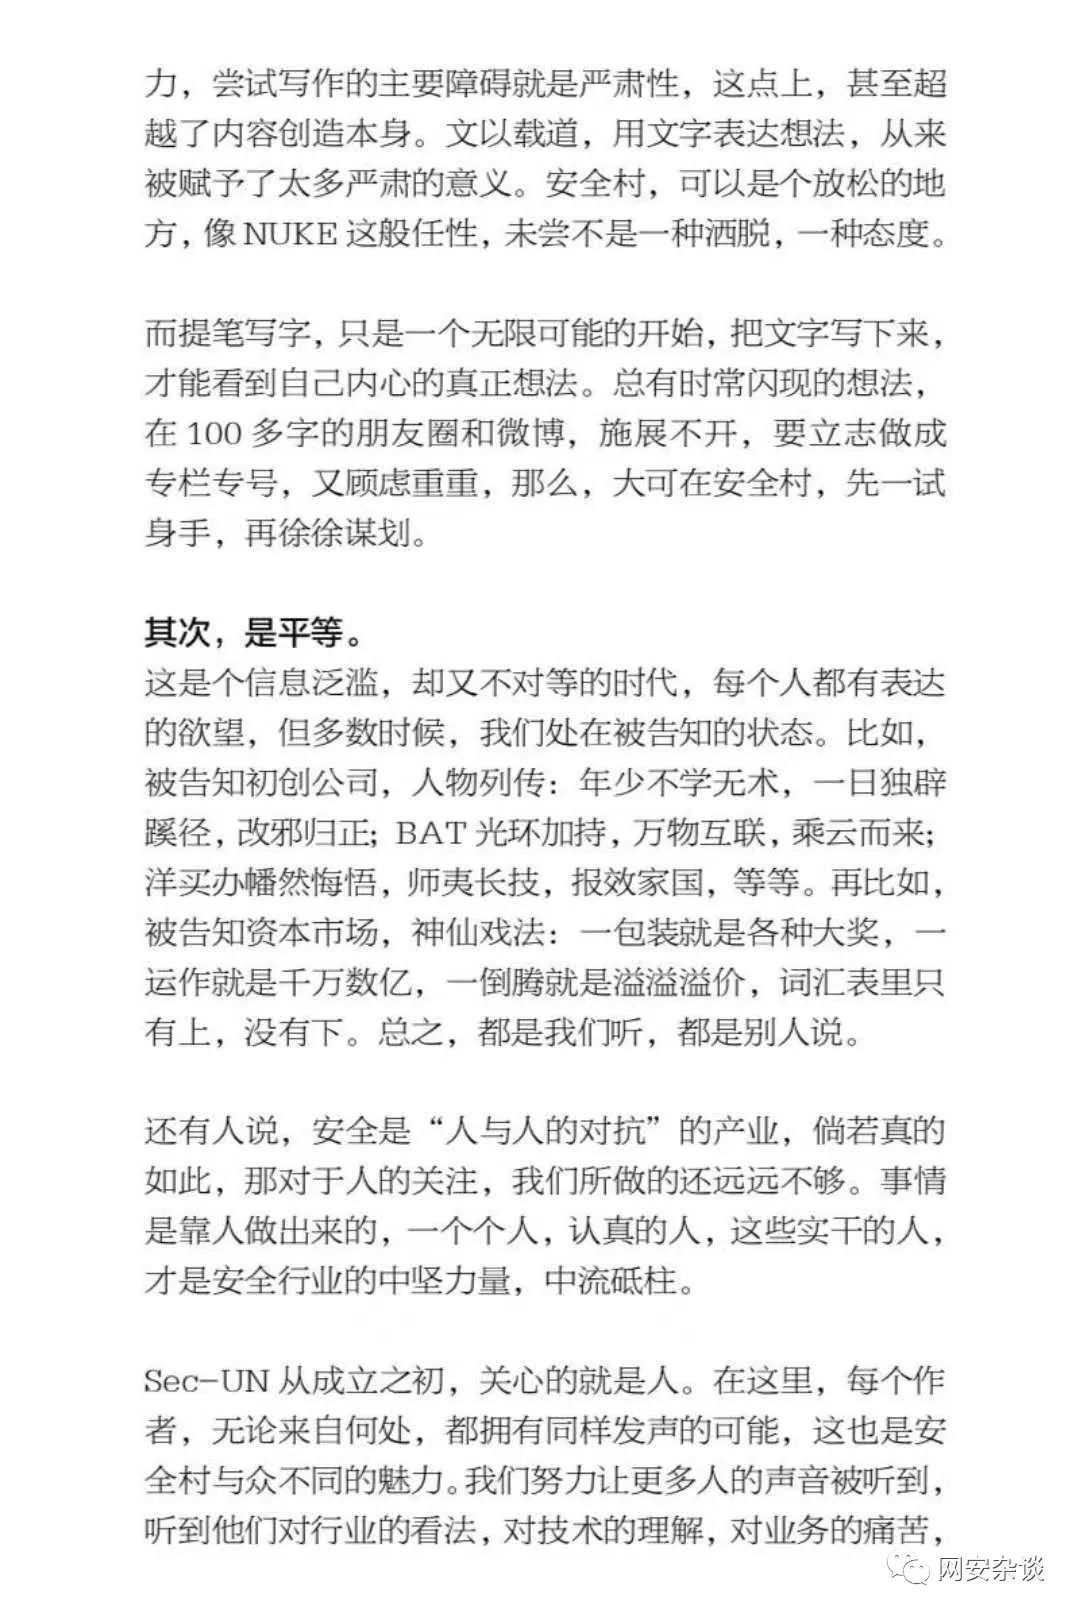 力，尝试写作的主要障碍就是严肃性，这点上，甚至超
越了内容创造本身。文以载道，用文字表达想法，从来
被赋予了太多严肃的意义。安全村，可以是个放松的地
方，像 NUKE 这般任性，未尝不是一种洒脱，一种态度。
而提笔写字，只是一个无限可能的开始，把文字写下来，
才能看到自己内心的真正想法。总有时常闪现的想法，
在 100 多字的朋友圈和微博，施展不开，要立志做成
专栏专号，又顾虑重重，那么，大可在安全村，先一试
身手，再徐徐谋划。
其次，是平等。
这是个信息泛滥，却又不对等的时代，每个人都有表达
的欲望，但多数时候，我们处在被告知的状态。比如，
被告知初创公司，人物列传：年少不学无术，一日独辟
蹊径，改邪归正；BAT 光环加持，万物互联，乘云而来；
洋买办幡然悔悟，师夷长技，报效家国，等等。再比如，
被告知资本市场，神仙戏法：一包装就是各种大奖，一
运作就是千万数亿，一倒腾就是溢溢溢价，词汇表里只
有上，没有下。总之，都是我们听，都是别人说。
还有人说，安全是“人与人的对抗”的产业，倘若真的
如此，那对于人的关注，我们所做的还远远不够。事情
是靠人做出来的，一个个人，认真的人，这些实干的人，
才是安全行业的中坚力量，中流砥柱。
Sec-UN 从成立之初，关心的就是人。在这里，每个作
者，无论来自何处，都拥有同样发声的可能，这也是安
全村与众不同的魅力。我们努力让更多人的声音被听到，
听到他们对行业的看法，对技术的理解，对业务的痛苦，
网安杂谈